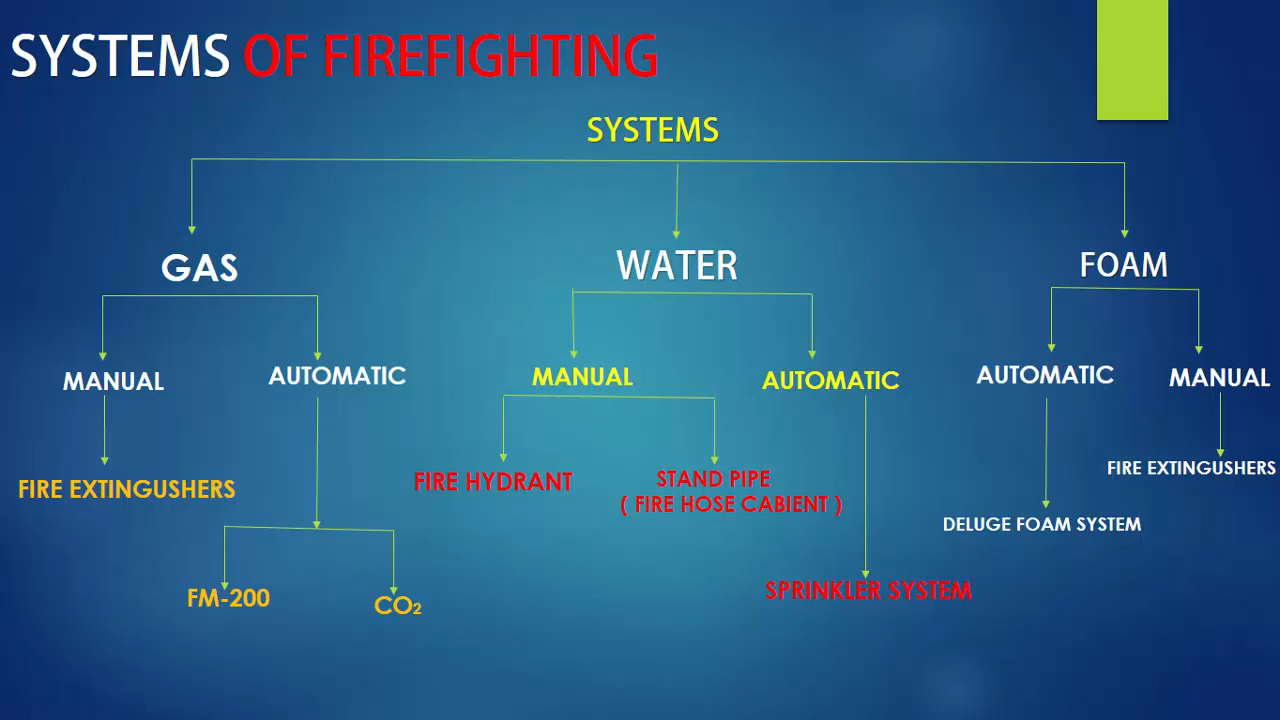 SYSTEMS OF FIREFIGHTING
SYSTEMS
GAS
WATER
FOAM
MANUAL
AUTOMATIC
MANUAL
AUTOMATIC
AUTOMATIC
MANUAL
FIRE EXTINGUSHERS
FIRE HYDRANT
STAND PIPE
( FIRE HOSE CABIENT )
FIRE EXTINGUSHERS
DELUGE FOAM SYSTEM
FM-200
CO₂
SPRINKLER SYSTEM